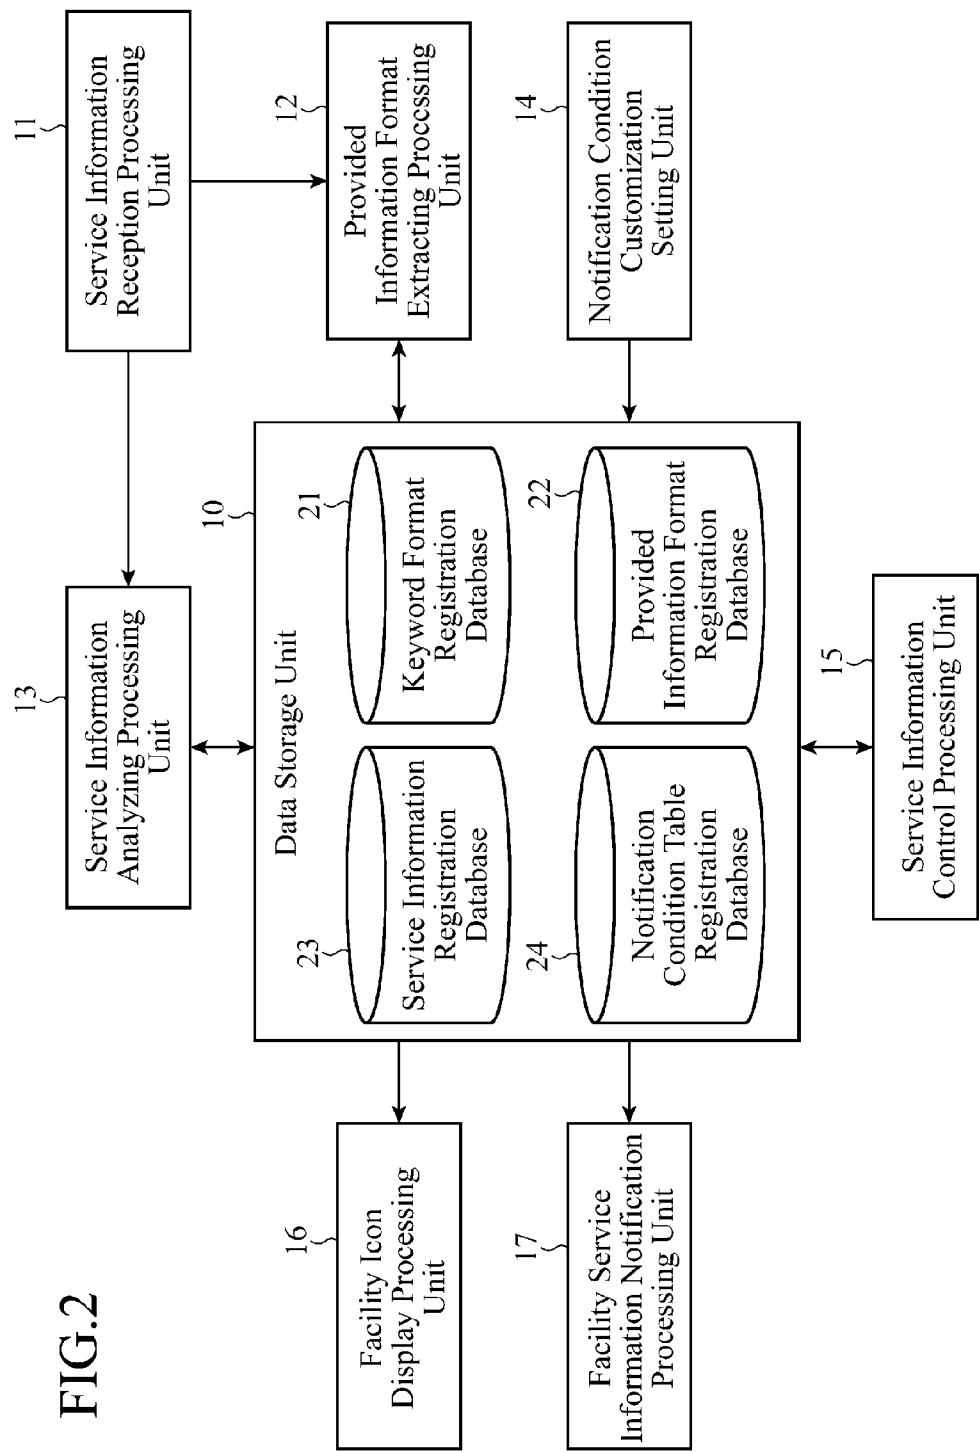 FIG.2
11
Service Information
Reception Processing
Unit
12
Provided
Information Format
Extracting Processing
Unit
14
Notification Condition
Customization
Setting Unit
13
Service Information
Analyzing Processing
Unit
10
Data Storage Unit
21
Keyword Format
Registration
Database
22
Provided
Information Format
Registration
Database
23
Service Information
Registration
Database
24
Notification
Condition Table
Registration
Database
15
Service Information
Control Processing Unit
16
Facility Icon
Display Processing
Unit
17
Facility Service
Information Notification
Processing Unit